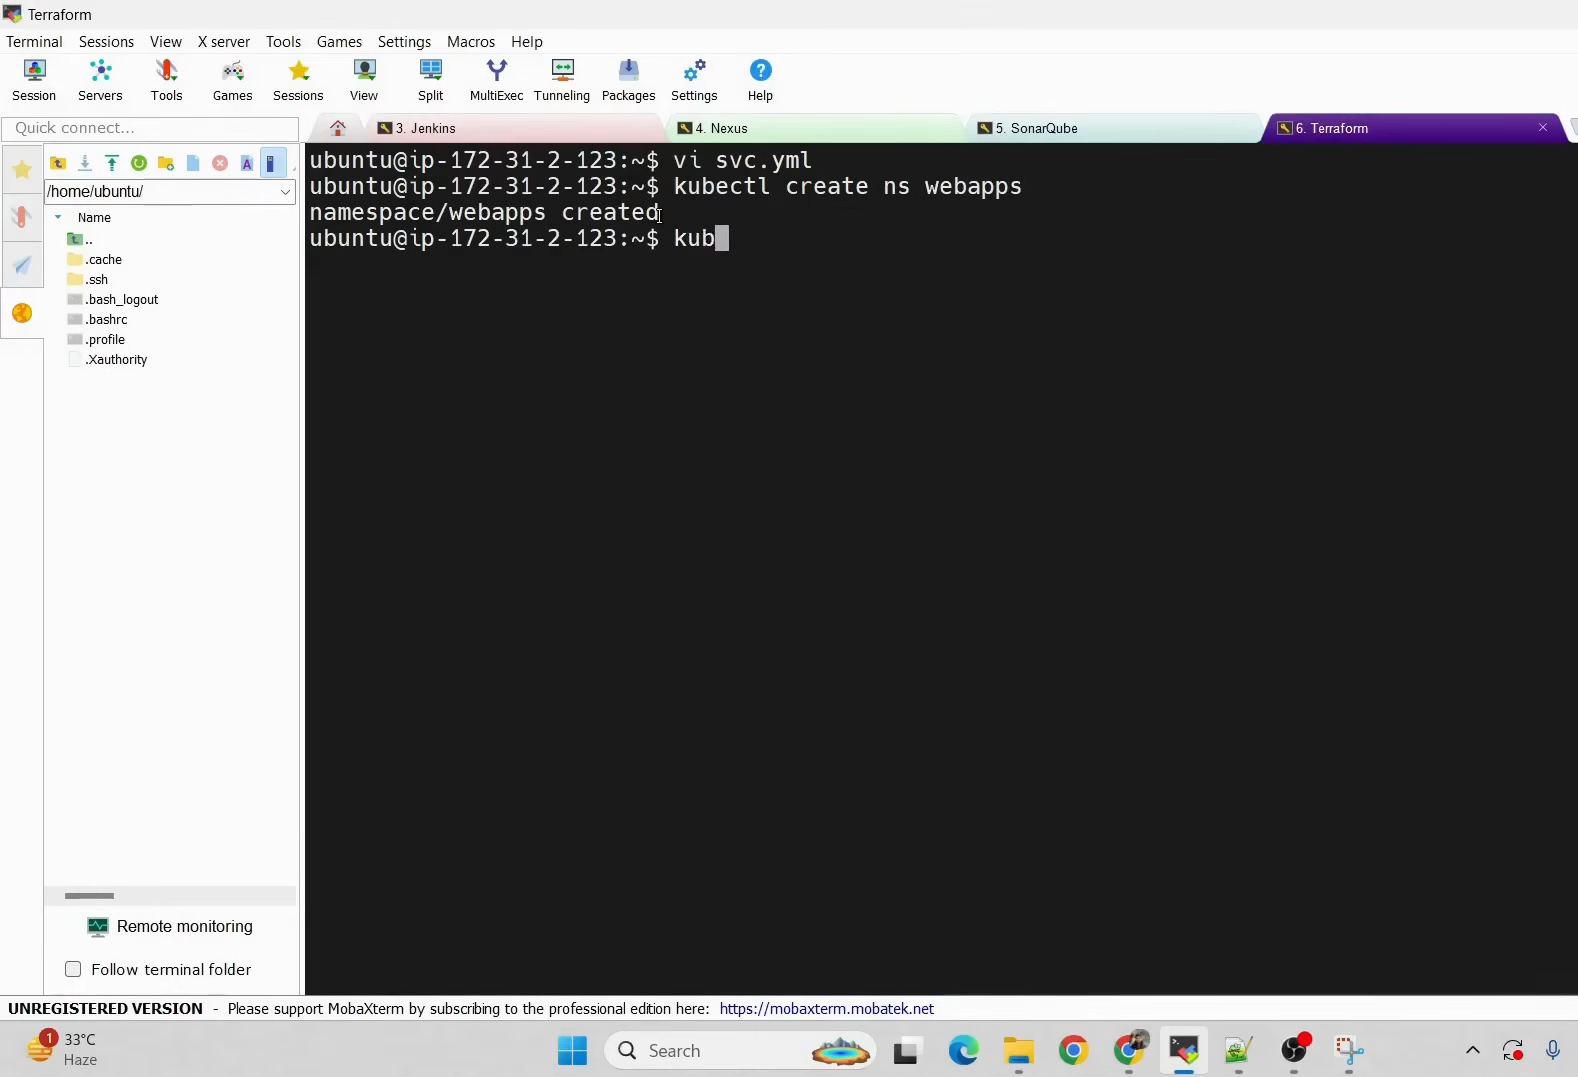 Terraform
Terminal Sessions View X server Tools Games Settings Macros Help
Session Servers Tools Games Sessions View Split MultiExec Tunneling Packages Settings Help
Quick connect...
3. Jenkins
4. Nexus
5. SonarQube
6. Terraform
/home/ubuntu/
Name
..
.cache
.ssh
.bash_logout
.bashrc
.profile
.Xauthority
ubuntu@ip-172-31-2-123:~$ vi svc.yml
ubuntu@ip-172-31-2-123:~$ kubectl create ns webapps
namespace/webapps created
ubuntu@ip-172-31-2-123:~$ kub
Remote monitoring
Follow terminal folder
UNREGISTERED VERSION - Please support MobaXterm by subscribing to the professional edition here: https://mobaxterm.mobatek.net
1
33°C
Haze
Search